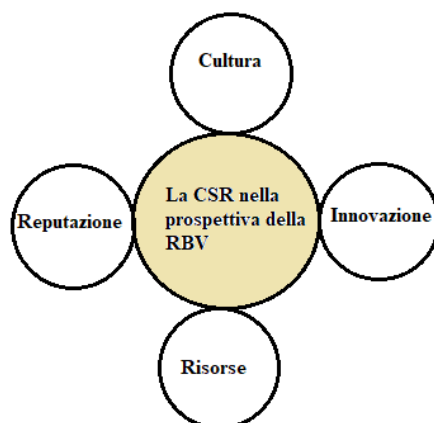 Cultura
Reputazione
La CSR nella
prospettiva della
RBV
Innovazione
Risorse